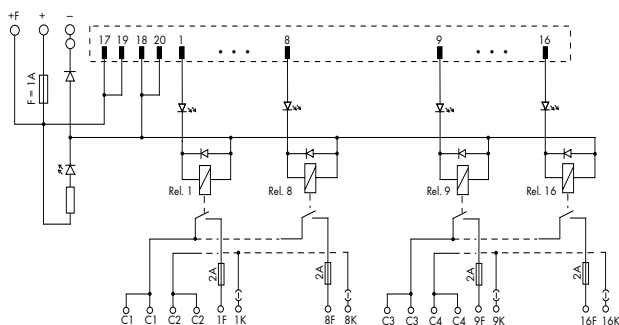 +F + −
17 19 18 20 1 8 9 16
F = 1A
Rel. 1 Rel. 8 Rel. 9 Rel. 16
2A 2A 2A 2A
C1 C1 C2 C2 1F 1K 8F 8K C3 C3 C4 C4 9F 9K 16F 16K